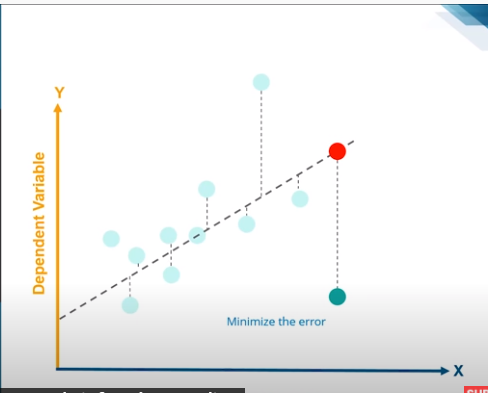 Y
Dependent Variable
Minimize the error
X